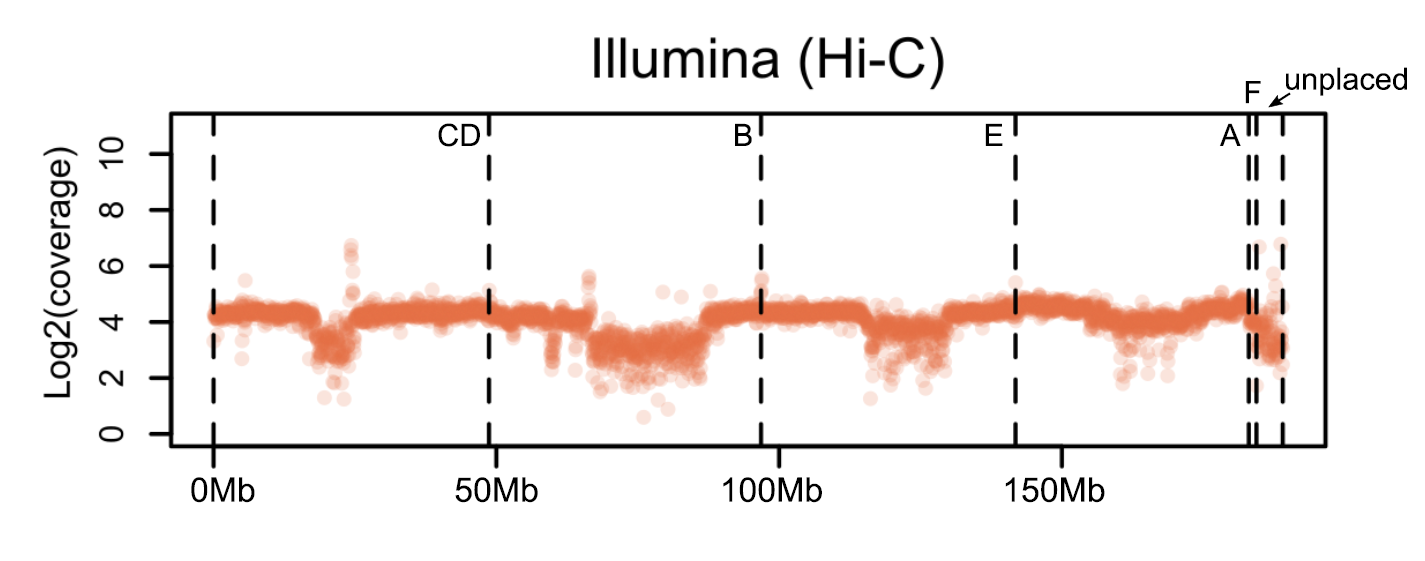 Illumina (Hi-C)
F
unplaced
CD
B
E
A
Log2(coverage)
10
8
6
4
2
0
0Mb
50Mb
100Mb
150Mb